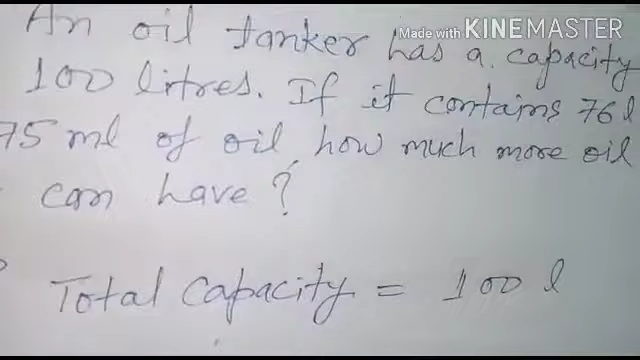 Made with KINEMASTER
An oil tanker has a capacity
100 litres. If it contains 76 l
75 ml of oil, how much more oil
can have?
Total capacity = 100 l